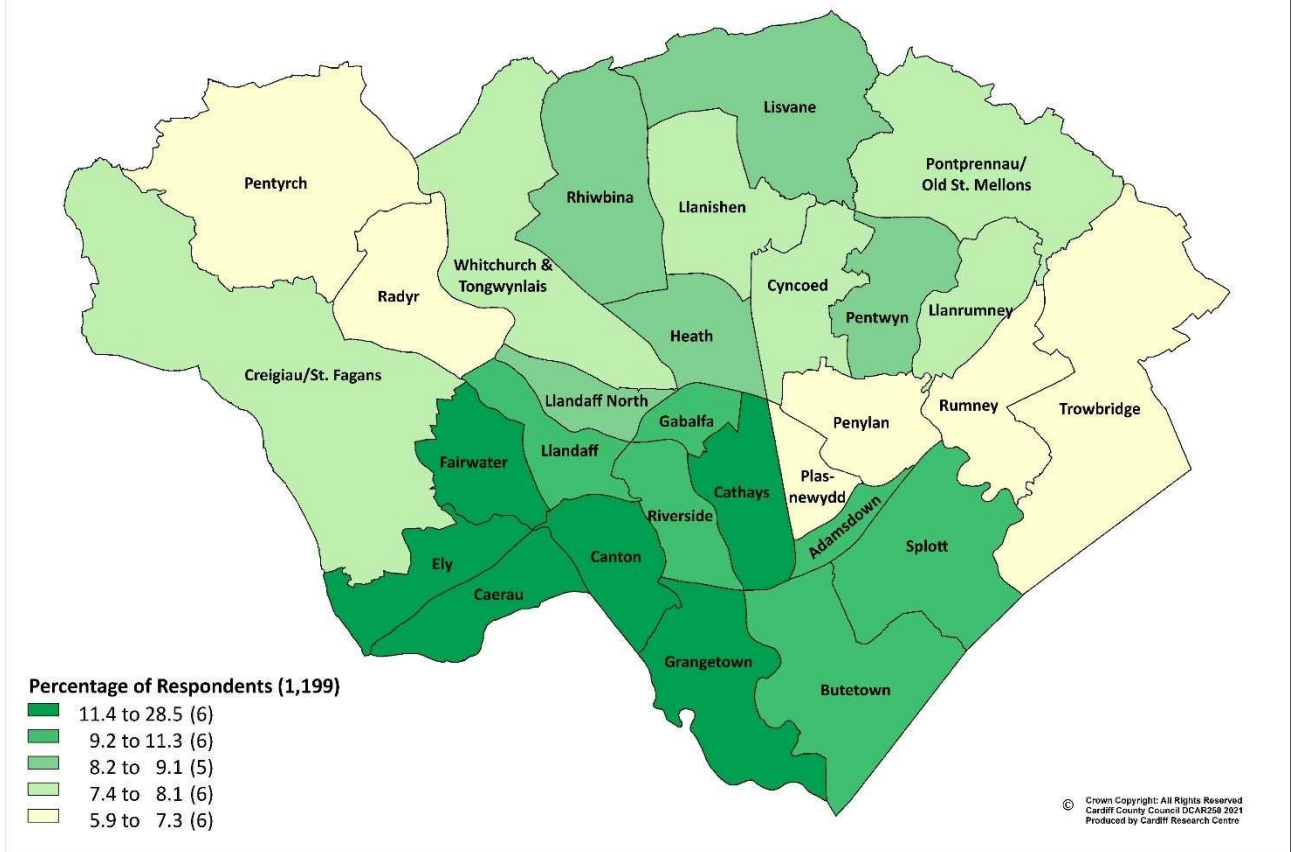 Lisvane
Pontprennau/
Old St. Mellons
Pentyrch
Rhiwbina
Llanishen
Whitchurch &
Tongwynlais
Radyr
Cyncoed
Pentwyn
Llanrumney
Heath
Creigiau/St. Fagans
Llandaff North
Gabalfa
Penylan
Rumney
Trowbridge
Fairwater
Llandaff
Plas-
newydd
Cathays
Riverside
Adamsdown
Splott
Ely
Canton
Caerau
Grangetown
Butetown
Percentage of Respondents (1,199)
11.4 to 28.5 (6)
9.2 to 11.3 (6)
8.2 to 9.1 (5)
7.4 to 8.1 (6)
5.9 to 7.3 (6)
© Crown Copyright: All Rights Reserved
Cardiff County Council DCAR250 2021
Produced by Cardiff Research Centre